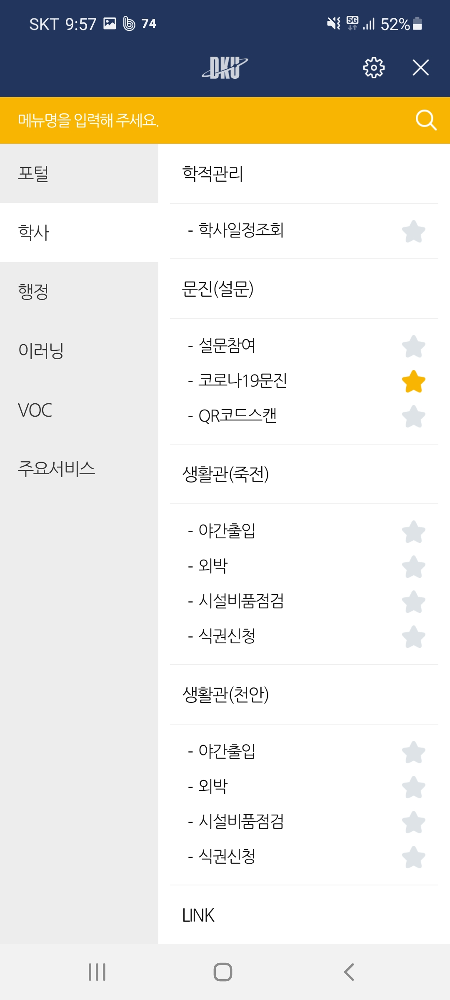 SKT 9:57 74 5G 52%
DKU
메뉴명을 입력해 주세요.
포털
학사
행정
이러닝
VOC
주요서비스
학적관리
- 학사일정조회
문진(설문)
- 설문참여
- 코로나19문진
- QR코드스캔
생활관(죽전)
- 야간출입
- 외박
- 시설비품점검
- 식권신청
생활관(천안)
- 야간출입
- 외박
- 시설비품점검
- 식권신청
LINK